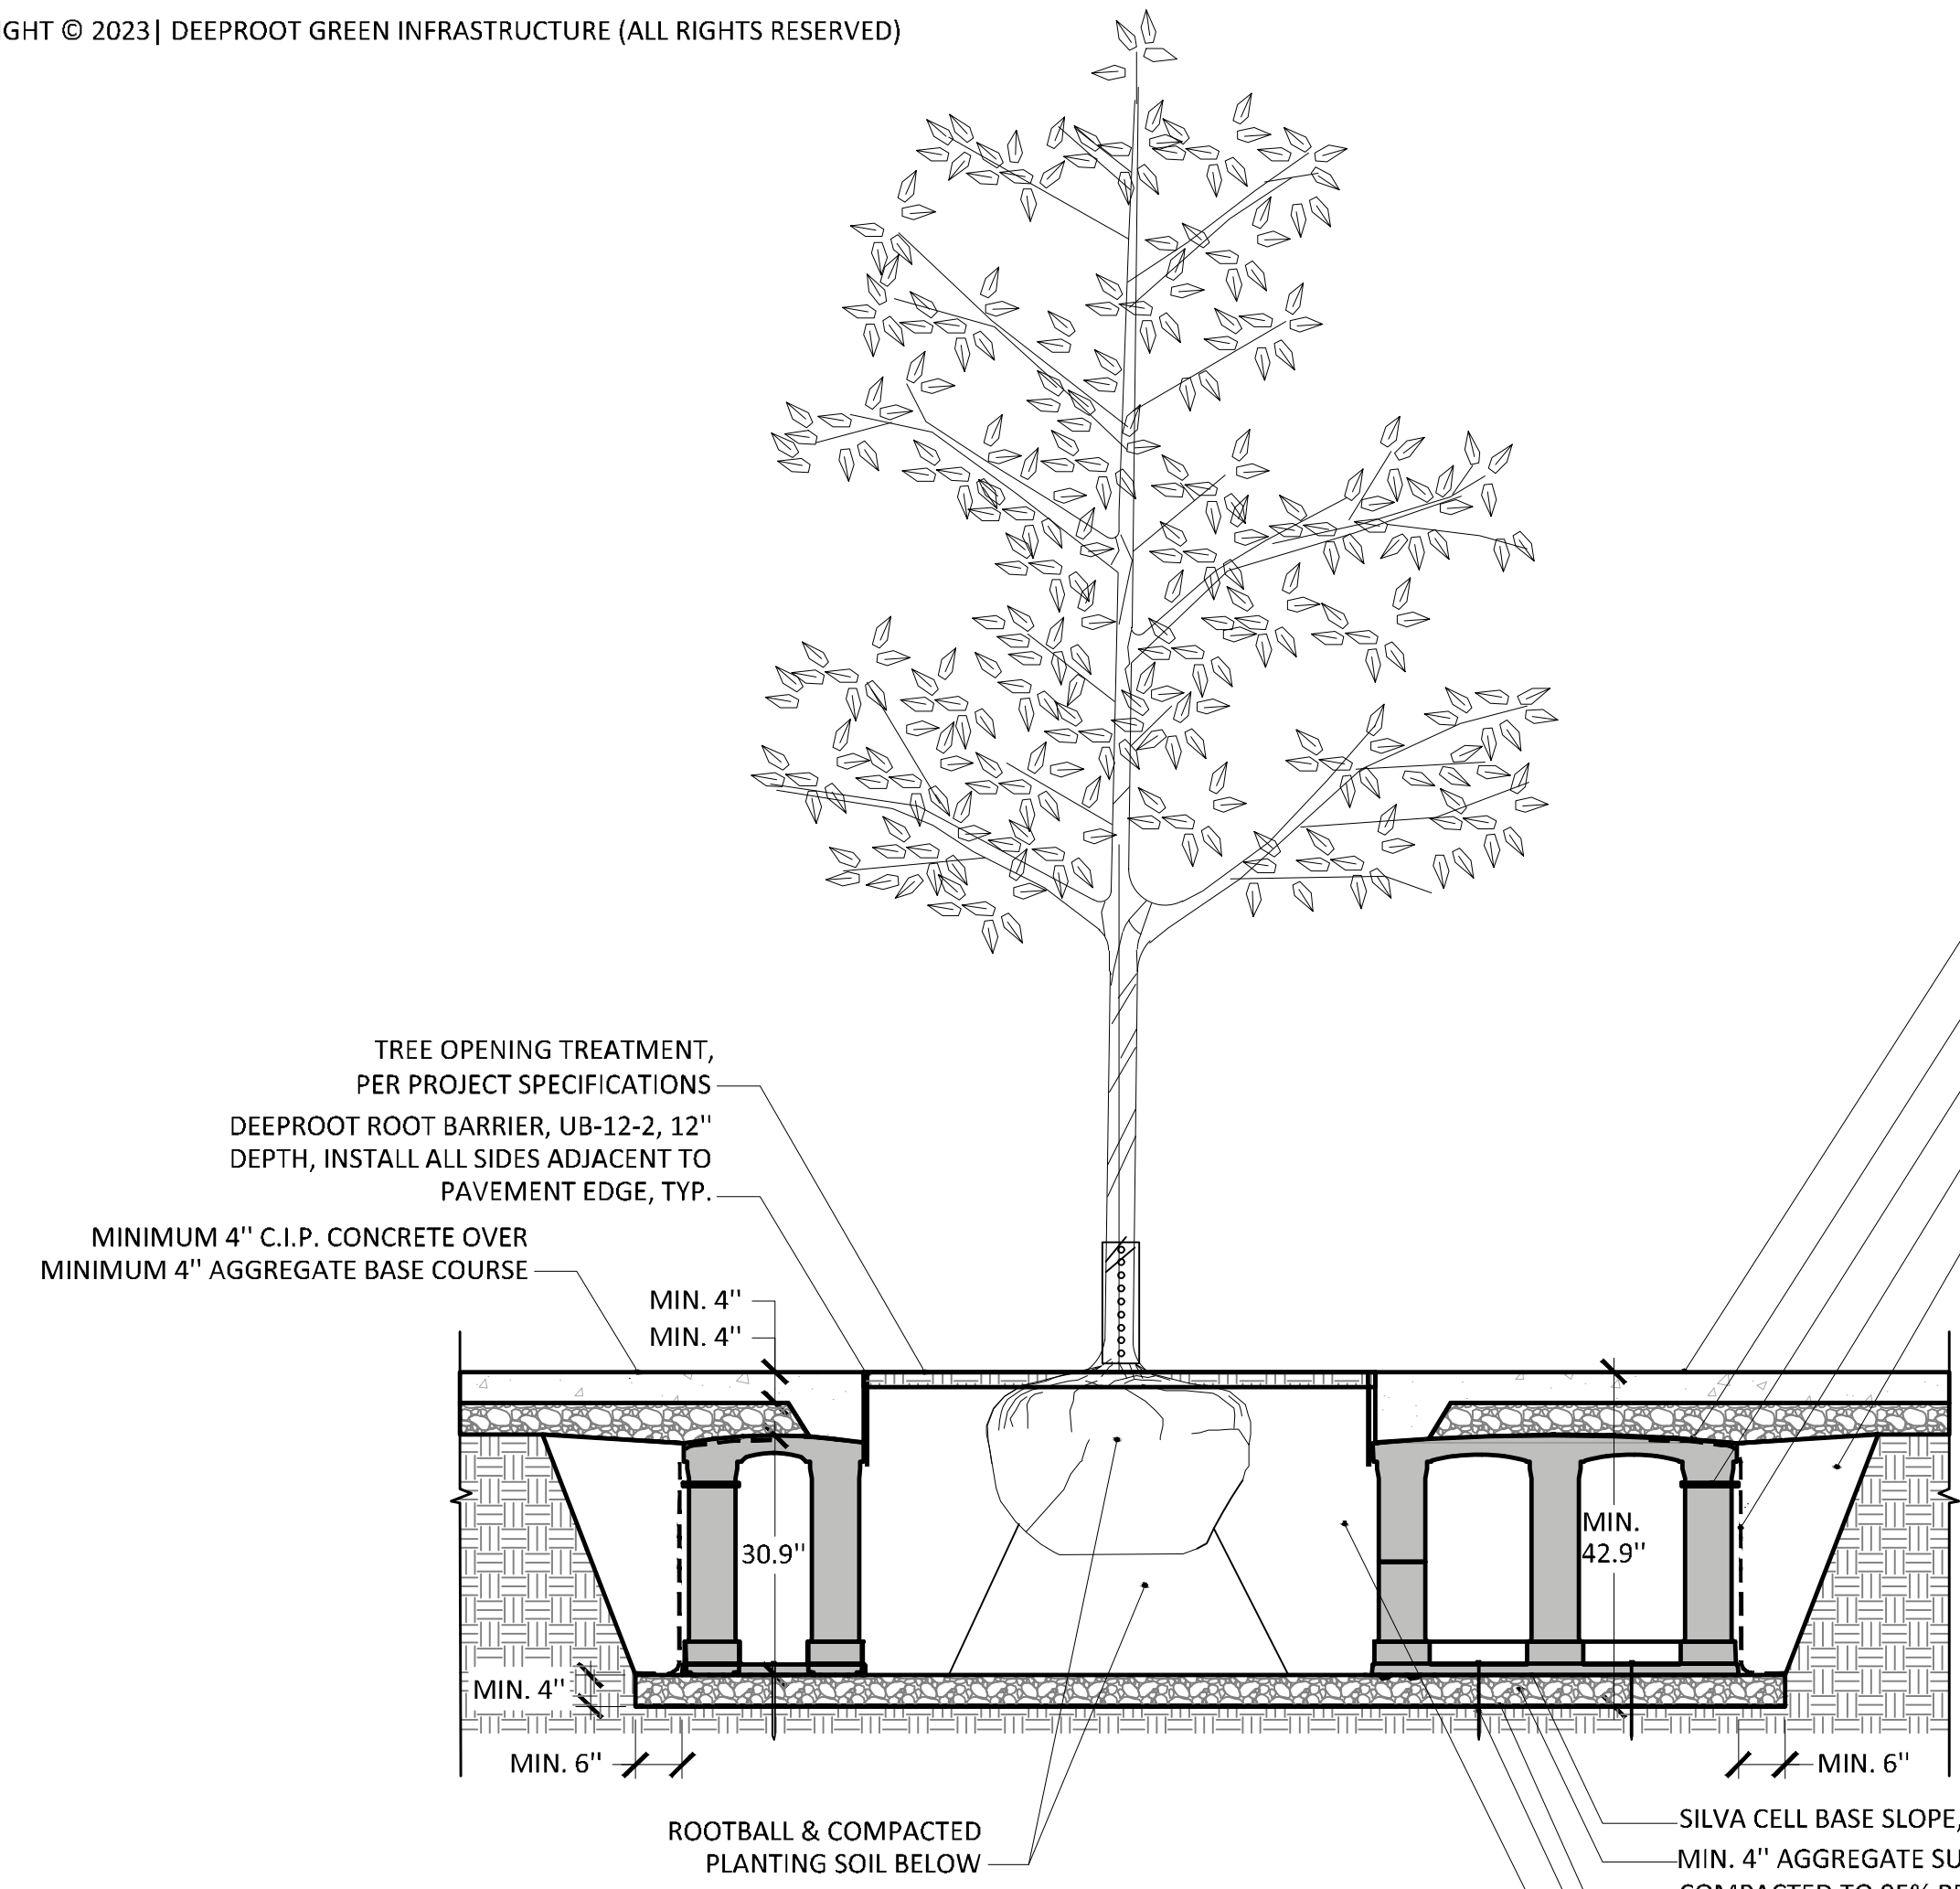 GHT © 2023| DEEPROOT GREEN INFRASTRUCTURE (ALL RIGHTS RESERVED)
TREE OPENING TREATMENT,
PER PROJECT SPECIFICATIONS
DEEPROOT ROOT BARRIER, UB-12-2, 12"
DEPTH, INSTALL ALL SIDES ADJACENT TO
PAVEMENT EDGE, TYP.
MINIMUM 4" C.I.P. CONCRETE OVER
MINIMUM 4" AGGREGATE BASE COURSE
MIN. 4"
MIN. 4"
30.9"
MIN.
42.9"
MIN. 4"
MIN. 6"
MIN. 6"
ROOTBALL & COMPACTED
PLANTING SOIL BELOW
SILVA CELL BASE SLOPE,
MIN. 4" AGGREGATE SU
COMPACTED TO 95%